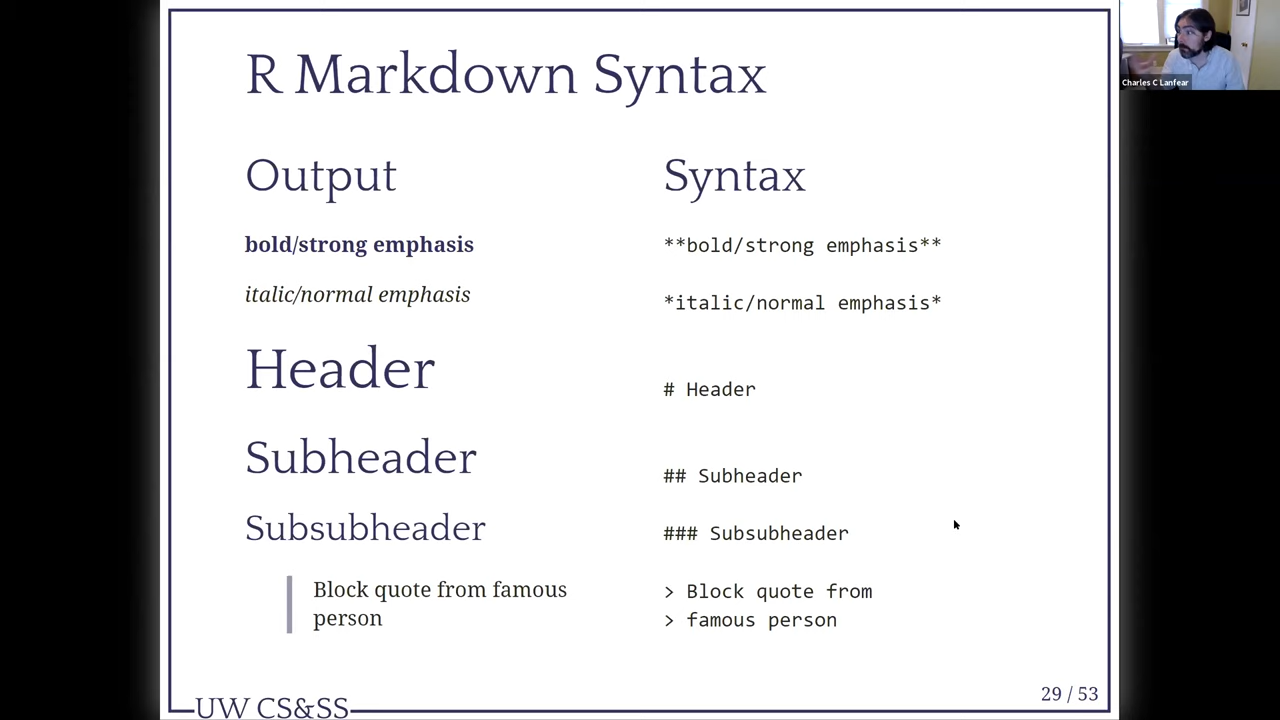 R Markdown Syntax
Charles C Lanfear
Output
bold/strong emphasis
italic/normal emphasis
Header
Subheader
Subsubheader
Block quote from famous
person
Syntax
**bold/strong emphasis**
*italic/normal emphasis*
# Header
## Subheader
### Subsubheader
> Block quote from
> famous person
UW CS&SS
29 / 53